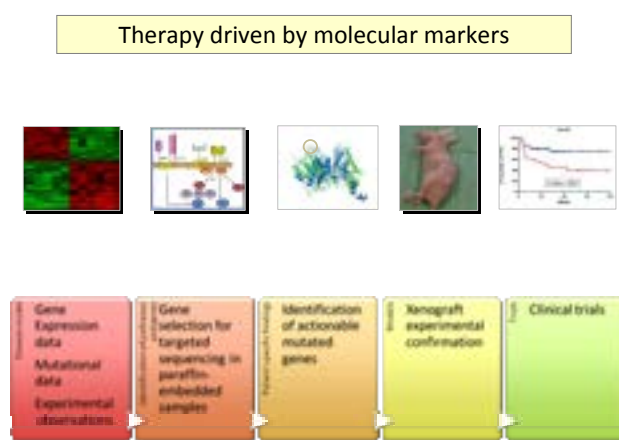 Therapy driven by molecular markers
Gene
Expression
data
Mutational
data
Experimental
observations
Gene
selection for
targeted
sequencing in
paraffin-
embedded
samples
Identification
of actionable
mutated
genes
Xenograft
experimental
confirmation
Clinical trials